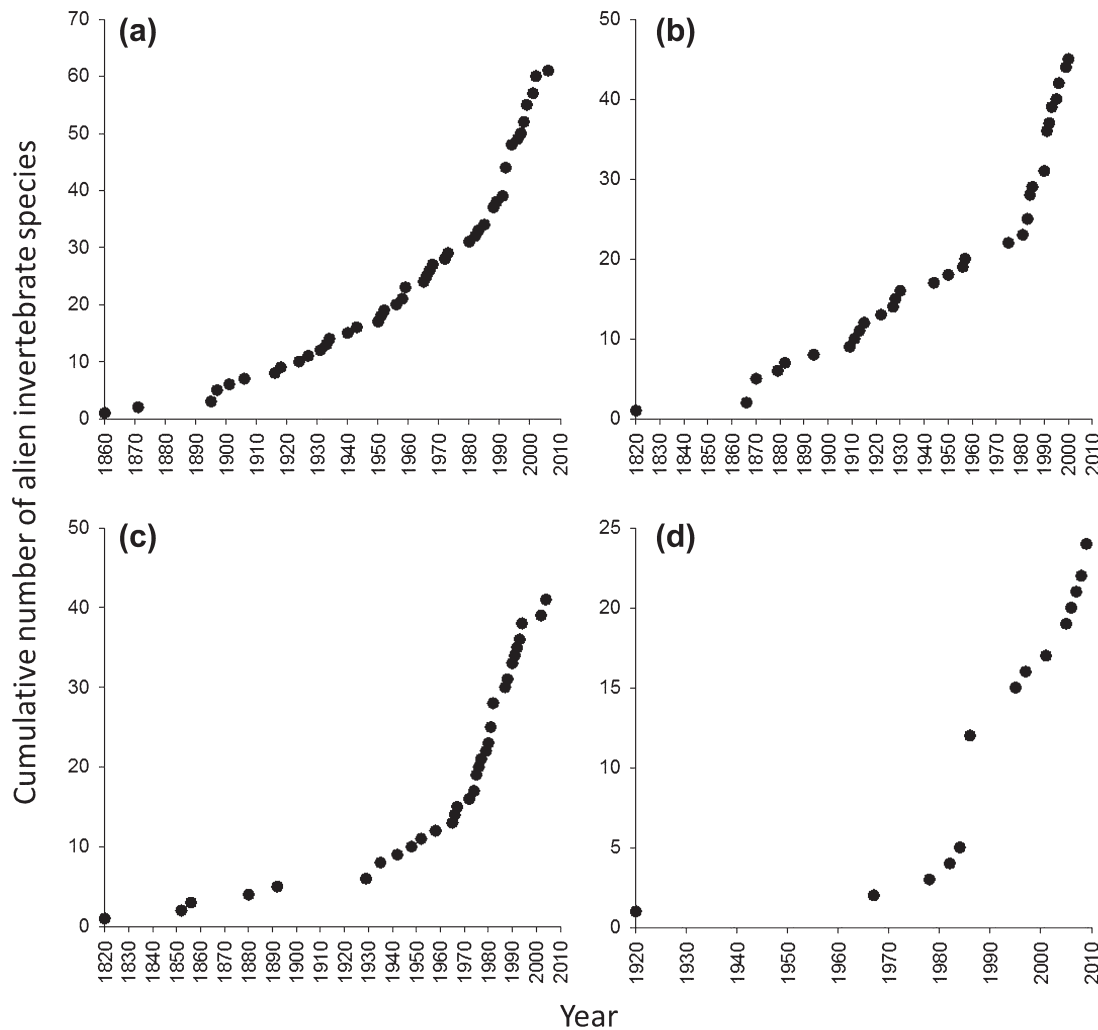 Cumulative number of alien invertebrate species
(a)
70
60
50
40
30
20
10
0
1860 1870 1880 1890 1900 1910 1920 1930 1940 1950 1960 1970 1980 1990 2000 2010
(b)
50
40
30
20
10
0
1820 1830 1840 1850 1860 1870 1880 1890 1900 1910 1920 1930 1940 1950 1960 1970 1980 1990 2000 2010
(c)
50
40
30
20
10
0
1820 1830 1840 1850 1860 1870 1880 1890 1900 1910 1920 1930 1940 1950 1960 1970 1980 1990 2000 2010
(d)
25
20
15
10
5
0
1920 1930 1940 1950 1960 1970 1980 1990 2000 2010
Year